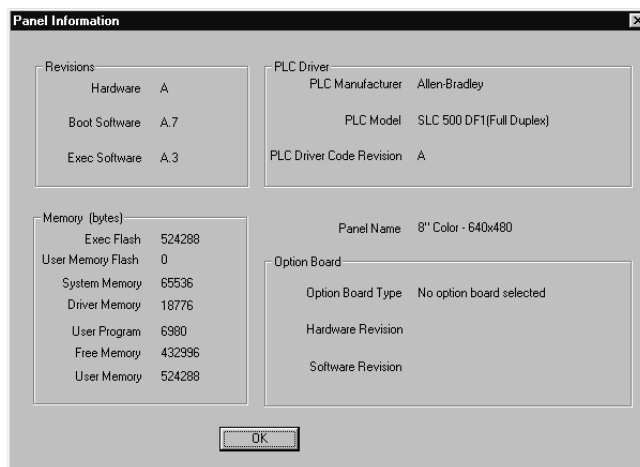 Panel Information
Revisions
Hardware A
Boot Software A.7
Exec Software A.3
PLC Driver
PLC Manufacturer Allen-Bradley
PLC Model SLC 500 DF1(Full Duplex)
PLC Driver Code Revision A
Memory (bytes)
Exec Flash 524288
User Memory Flash 0
System Memory 65536
Driver Memory 18776
User Program 6980
Free Memory 432996
User Memory 524288
Panel Name 8" Color - 640x480
Option Board
Option Board Type No option board selected
Hardware Revision
Software Revision
OK